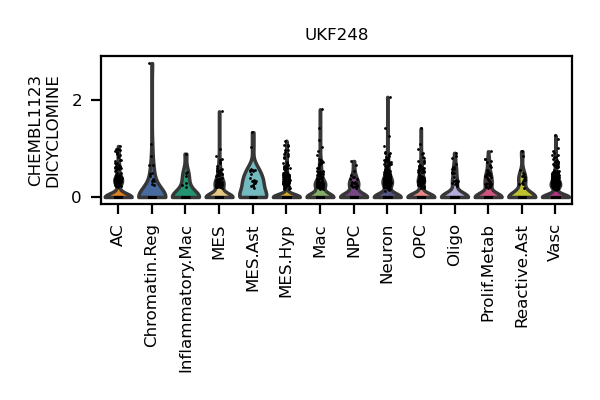 UKF248
CHEMBL1123
DICYCLOMINE
2
0
AC
Chromatin.Reg
Inflammatory.Mac
MES
MES.Ast
MES.Hyp
Mac
NPC
Neuron
OPC
Oligo
Prolif.Metab
Reactive.Ast
Vasc